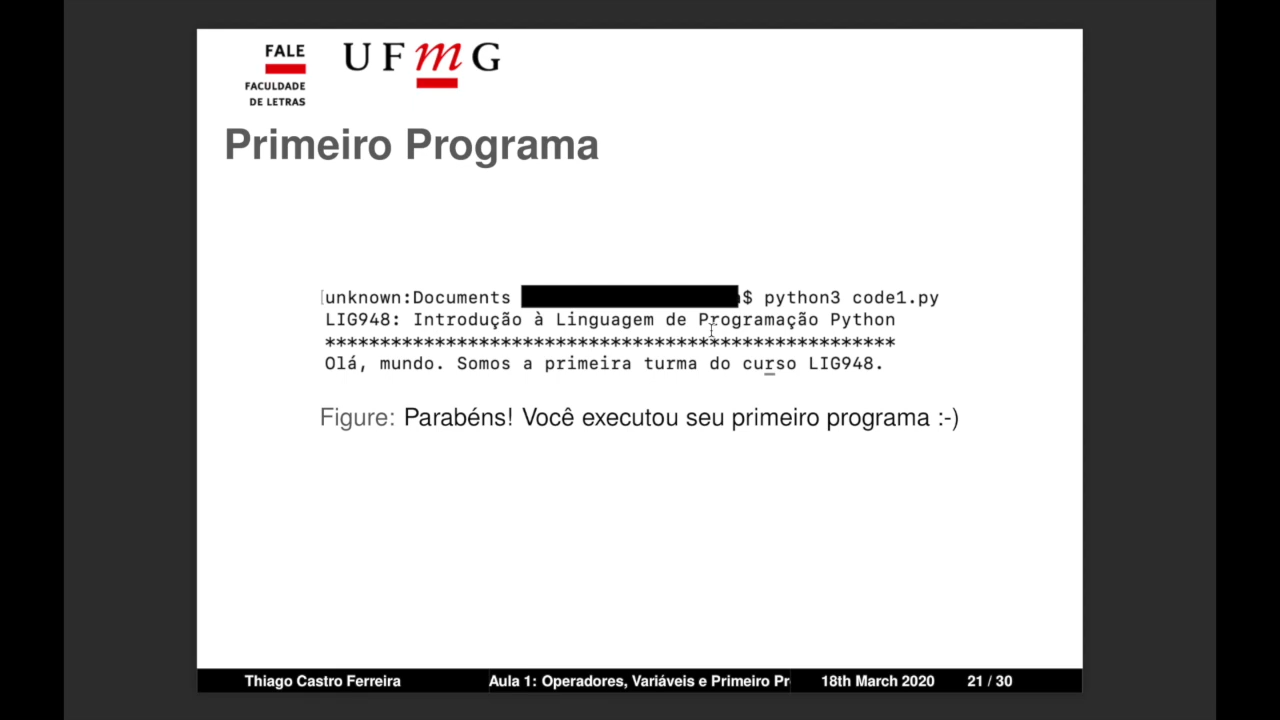 FALE
FACULDADE
DE LETRAS
UFmG
Primeiro Programa
unknown:Documents $ python3 code1.py
LIG948: Introdução à Linguagem de Programação Python
****************************************************
Olá, mundo. Somos a primeira turma do curso LIG948.
Figure: Parabéns! Você executou seu primeiro programa :-)
Thiago Castro Ferreira Aula 1: Operadores, Variáveis e Primeiro Pr 18th March 2020 21 / 30